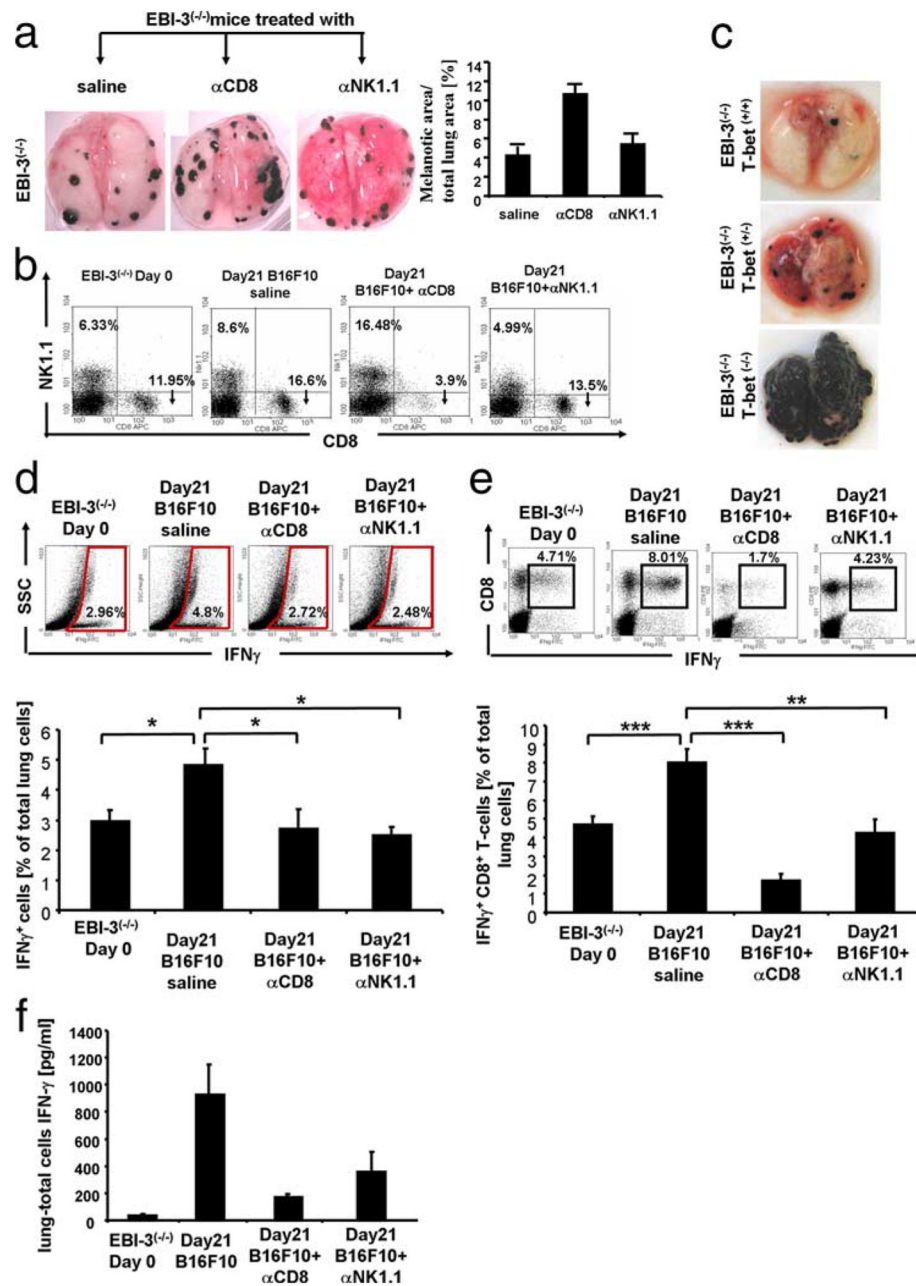 a
EBI-3(-/-)mice treated with
saline
αCD8
αNK1.1
EBI-3(-/-)
Melanotic area/
total lung area [%]
14
12
10
8
6
4
2
0
saline
αCD8
αNK1.1
b
EBI-3(-/-) Day 0
Day21 B16F10
saline
Day21
B16F10+ αCD8
Day21
B16F10+αNK1.1
NK1.1
6.33%
11.95%
8.6%
16.6%
16.48%
3.9%
4.99%
13.5%
CD8 APC
CD8
c
EBI-3(-/-)
T-bet (+/+)
EBI-3(-/-)
T-bet (+/-)
EBI-3(-/-)
T-bet (-/-)
d
EBI-3(-/-)
Day 0
Day21
B16F10
saline
Day21
B16F10+
αCD8
Day21
B16F10+
αNK1.1
SSC
2.96%
4.8%
2.72%
2.48%
IFNγ
IFNγ+ cells [% of total lung cells]
6
5
4
3
2
1
0
*
*
*
EBI-3(-/-)
Day 0
Day21
B16F10
saline
Day21
B16F10+
αCD8
Day21
B16F10+
αNK1.1
e
EBI-3(-/-)
Day 0
Day21
B16F10
saline
Day21
B16F10+
αCD8
Day21
B16F10+
αNK1.1
CD8
4.71%
8.01%
1.7%
4.23%
IFNγ
IFNγ+ CD8+ T-cells [% of total
lung cells]
10
9
8
7
6
5
4
3
2
1
0
***
***
**
EBI-3(-/-)
Day 0
Day21
B16F10
saline
Day21
B16F10+
αCD8
Day21
B16F10+
αNK1.1
f
lung-total cells IFN-γ [pg/ml]
1400
1200
1000
800
600
400
200
0
EBI-3(-/-)
Day 0
Day21
B16F10
Day21
B16F10+
αCD8
Day21
B16F10+
αNK1.1